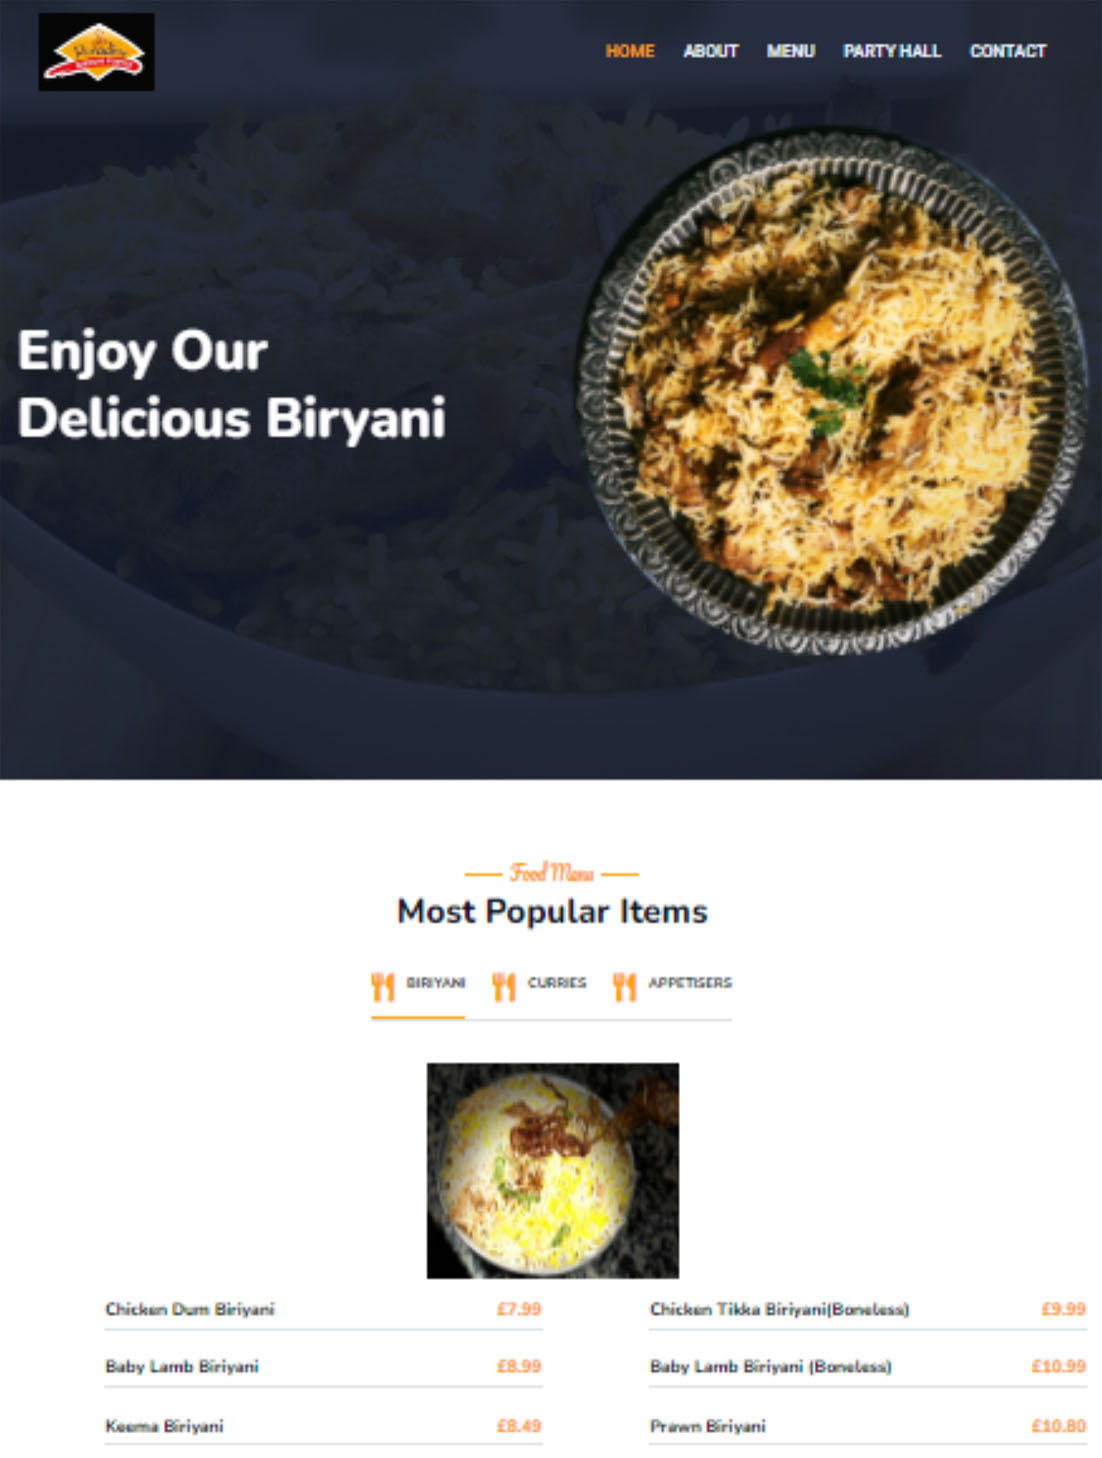 HOME ABOUT MENU PARTY HALL CONTACT
Enjoy Our
Delicious Biryani
Food Menu
Most Popular Items
BIRIYANI CURRIES APPETISERS
Chicken Dum Biriyani £7.99 Chicken Tikka Biriyani(Boneless) £9.99
Baby Lamb Biriyani £8.99 Baby Lamb Biriyani (Boneless) £10.99
Keema Biriyani £8.49 Prawn Biriyani £10.80